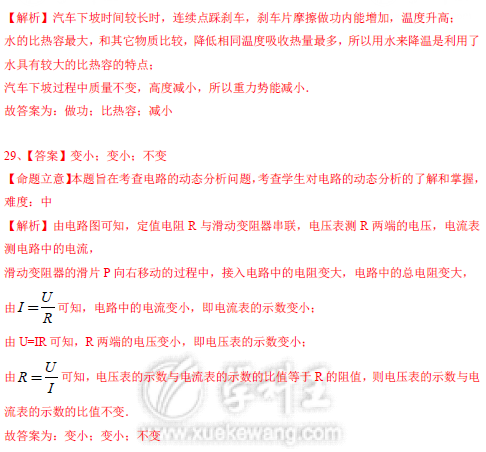 【解析】汽车下坡时间较长时，连续点踩刹车，刹车片摩擦做功内能增加，温度升高；
水的比热容最大，和其它物质比较，降低相同温度吸收热量最多，所以用水来降温是利用了
水具有较大的比热容的特点；
汽车下坡过程中质量不变，高度减小，所以重力势能减小．
故答案为：做功；比热容；减小
29、【答案】变小；变小；不变
【命题立意】本题旨在考查电路的动态分析问题，考查学生对电路的动态分析的了解和掌握，
难度：中
【解析】由电路图可知，定值电阻 R 与滑动变阻器串联，电压表测 R 两端的电压，电流表
测电路中的电流，
滑动变阻器的滑片 P 向右移动的过程中，接入电路中的电阻变大，电路中的总电阻变大，
由 I=U/R 可知，电路中的电流变小，即电流表的示数变小；
由 U=IR 可知，R 两端的电压变小，即电压表的示数变小；
由 R=U/I 可知，电压表的示数与电流表的示数的比值等于 R 的阻值，则电压表的示数与电
流表的示数的比值不变．
故答案为：变小；变小；不变
学科王
www.xuekewang.com